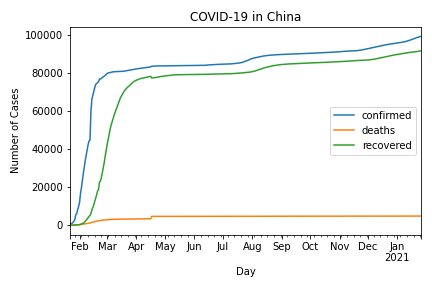 COVID-19 in China
100000
80000
60000
40000
20000
0
Number of Cases
confirmed
deaths
recovered
Feb Mar Apr May Jun Jul Aug Sep Oct Nov Dec Jan
2021
Day